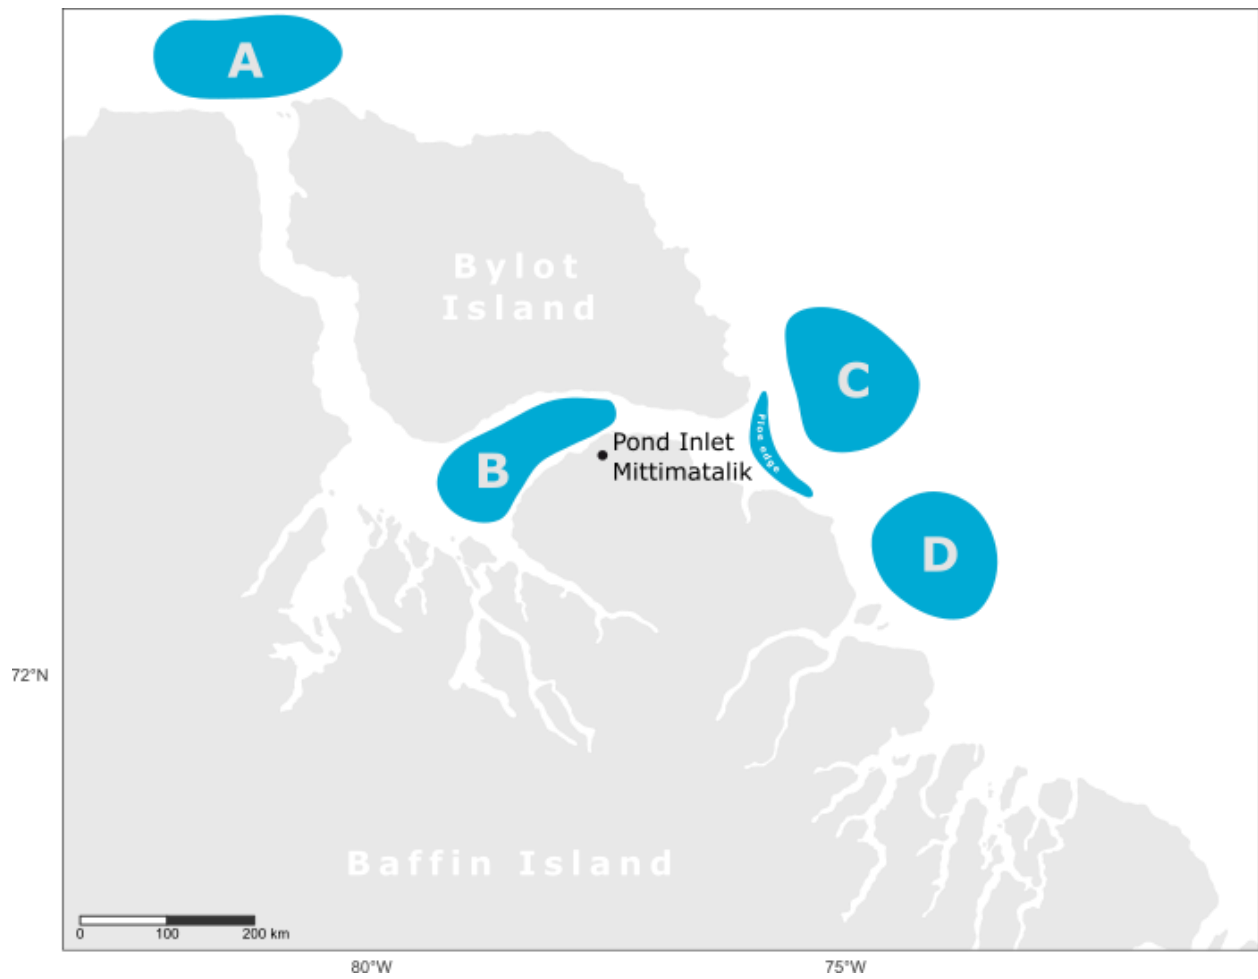 A
Bylot
Island
C
Floe edge
Pond Inlet
Mittimatalik
B
D
72°N
Baffin Island
0 100 200 km
80°W 75°W